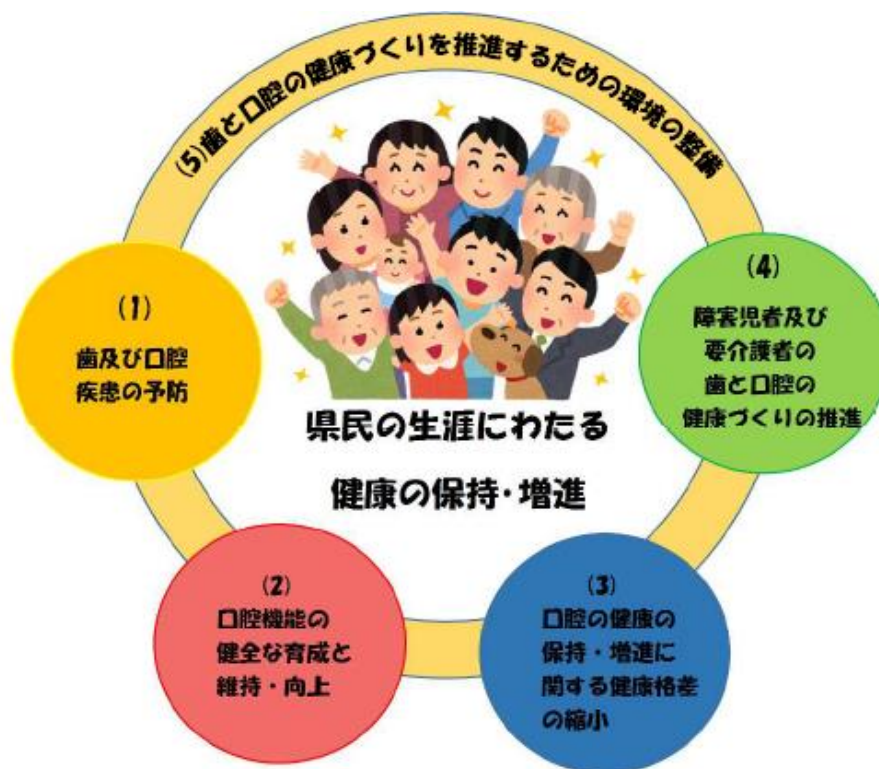 (5)歯と口腔の健康づくりを推進するための環境の整備
(1)
歯及び口腔
疾患の予防
(4)
障害児者及び
要介護者の
歯と口腔の
健康づくりの推進
県民の生涯にわたる
健康の保持・増進
(2)
口腔機能の
健全な育成と
維持・向上
(3)
口腔の健康の
保持・増進に
関する健康格差
の縮小